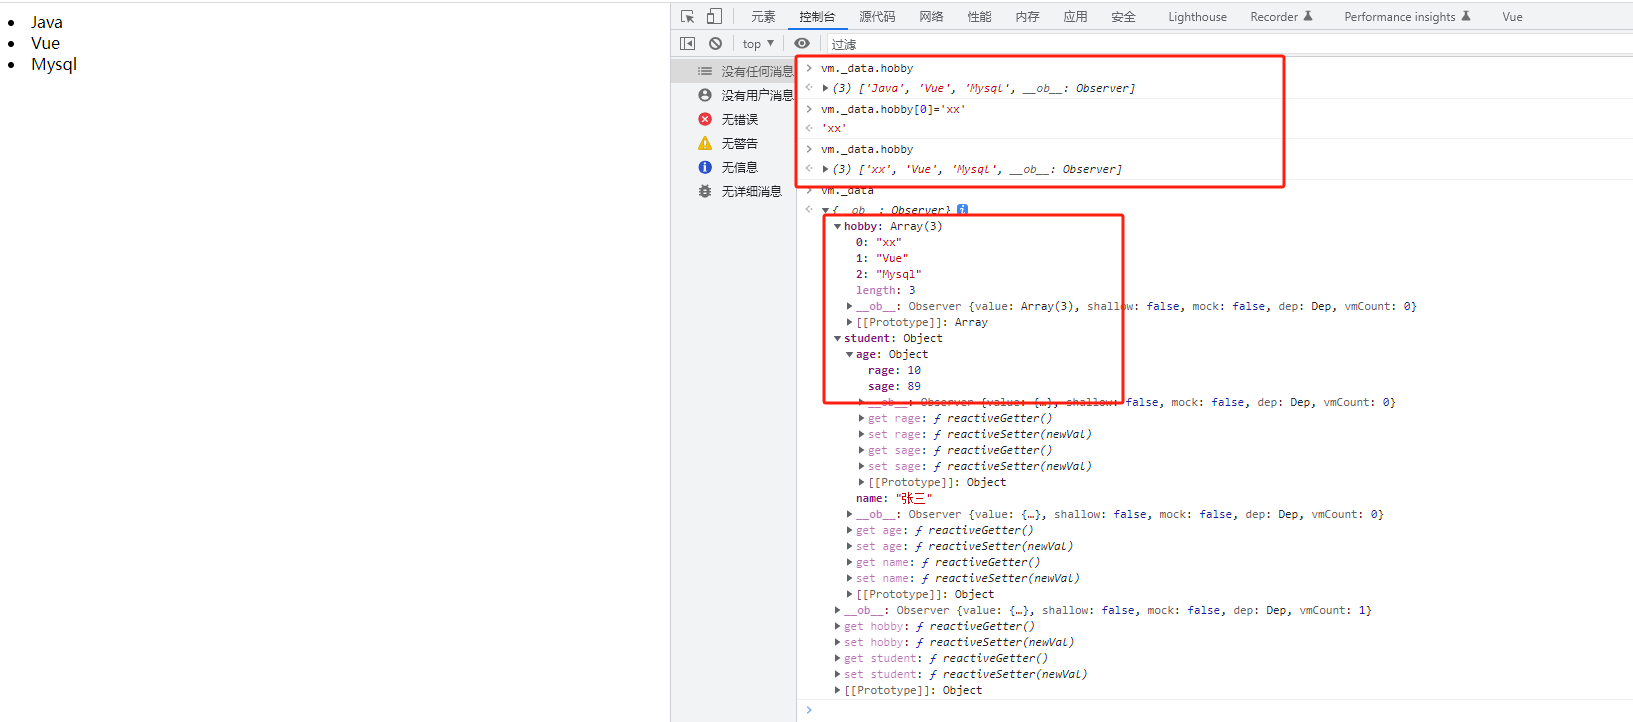 Java
Vue
Mysql
元素 控制台 源代码 网络 性能 内存 应用 安全 Lighthouse Recorder Performance insights Vue
top 过滤
没有任何消息
没有用户消息
无错误
无警告
无信息
无详细消息
vm._data.hobby
(3) ['Java', 'Vue', 'Mysql', __ob__: Observer]
vm._data.hobby[0]='xx'
'xx'
vm._data.hobby
(3) ['xx', 'Vue', 'Mysql', __ob__: Observer]
vm._data
{__ob__: Observer}
hobby: Array(3)
0: "xx"
1: "Vue"
2: "Mysql"
length: 3
__ob__: Observer {value: Array(3), shallow: false, mock: false, dep: Dep, vmCount: 0}
[[Prototype]]: Array
student: Object
age: Object
rage: 10
sage: 89
__ob__: Observer {value: {…}, shallow: false, mock: false, dep: Dep, vmCount: 0}
get rage: ƒ reactiveGetter()
set rage: ƒ reactiveSetter(newVal)
get sage: ƒ reactiveGetter()
set sage: ƒ reactiveSetter(newVal)
[[Prototype]]: Object
name: "张三"
__ob__: Observer {value: {…}, shallow: false, mock: false, dep: Dep, vmCount: 0}
get age: ƒ reactiveGetter()
set age: ƒ reactiveSetter(newVal)
get name: ƒ reactiveGetter()
set name: ƒ reactiveSetter(newVal)
[[Prototype]]: Object
__ob__: Observer {value: {…}, shallow: false, mock: false, dep: Dep, vmCount: 1}
get hobby: ƒ reactiveGetter()
set hobby: ƒ reactiveSetter(newVal)
get student: ƒ reactiveGetter()
set student: ƒ reactiveSetter(newVal)
[[Prototype]]: Object